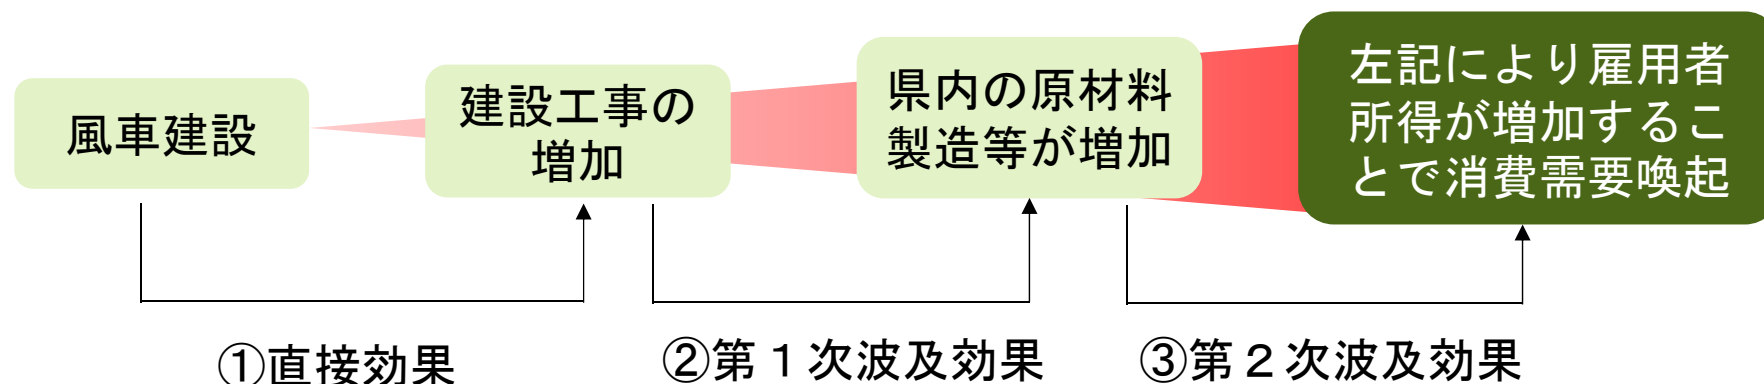 風車建設
建設工事の
増加
県内の原材料
製造等が増加
左記により雇用者
所得が増加するこ
とで消費需要喚起
①直接効果
②第１次波及効果
③第２次波及効果